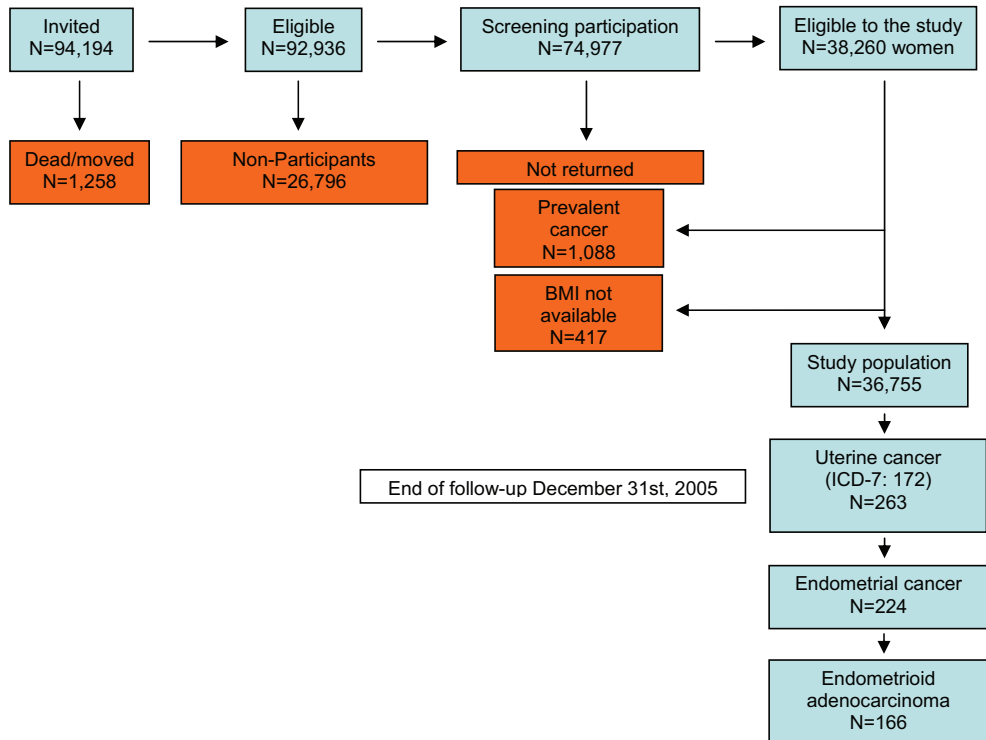 Invited
N=94,194
Eligible
N=92,936
Screening participation
N=74,977
Eligible to the study
N=38,260 women
Dead/moved
N=1,258
Non-Participants
N=26,796
Not returned
Prevalent
cancer
N=1,088
BMI not
available
N=417
Study population
N=36,755
Uterine cancer
(ICD-7: 172)
N=263
End of follow-up December 31st, 2005
Endometrial cancer
N=224
Endometrioid
adenocarcinoma
N=166